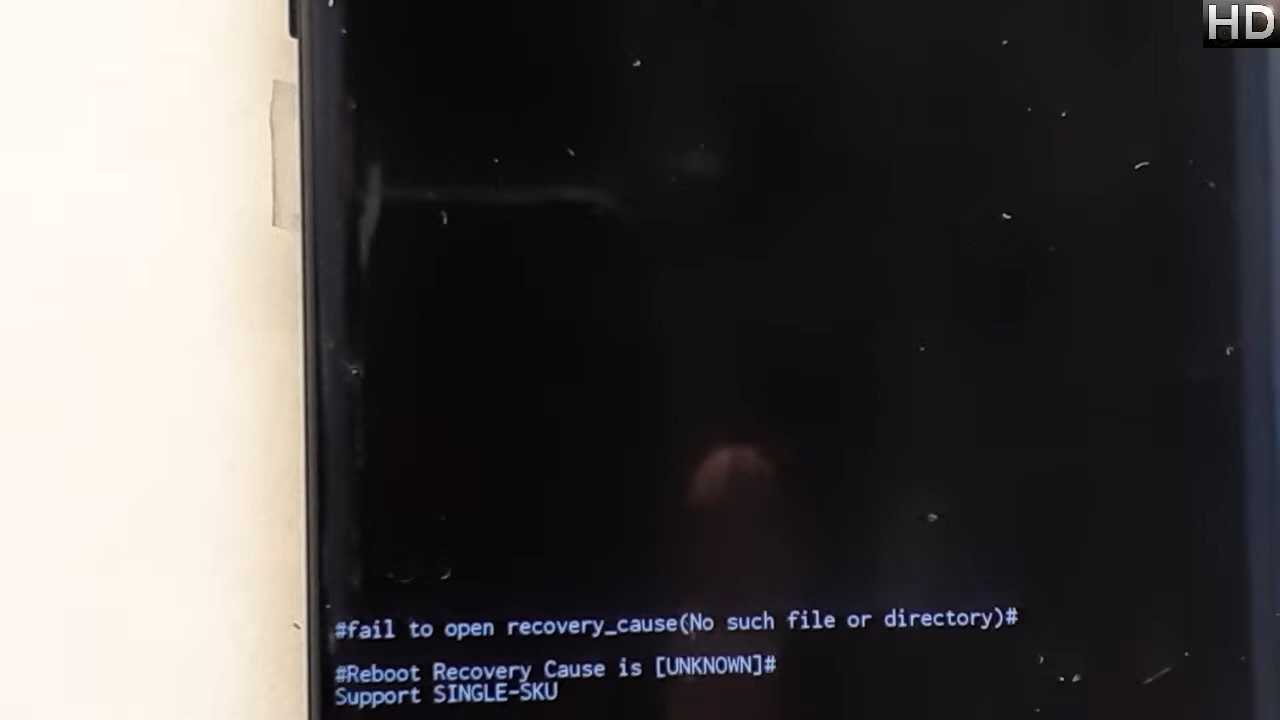 HD
#fail to open recovery_cause(No such file or directory)#
#Reboot Recovery Cause is [UNKNOWN]#
Support SINGLE-SKU